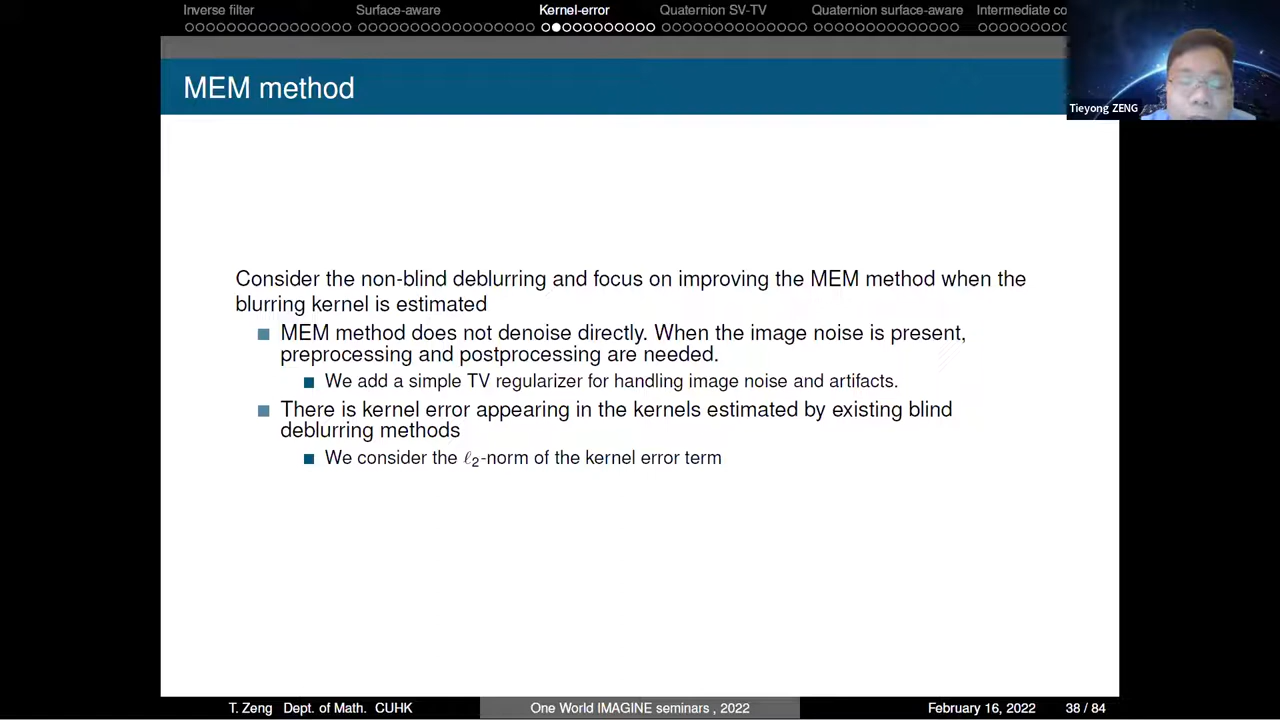 Inverse filter Surface-aware Kernel-error Quaternion SV-TV Quaternion surface-aware Intermediate co
MEM method
Tieyong ZENG
Consider the non-blind deblurring and focus on improving the MEM method when the
blurring kernel is estimated
MEM method does not denoise directly. When the image noise is present,
preprocessing and postprocessing are needed.
We add a simple TV regularizer for handling image noise and artifacts.
There is kernel error appearing in the kernels estimated by existing blind
deblurring methods
We consider the ℓ₂-norm of the kernel error term
T. Zeng Dept. of Math. CUHK One World IMAGINE seminars , 2022 February 16, 2022 38 / 84